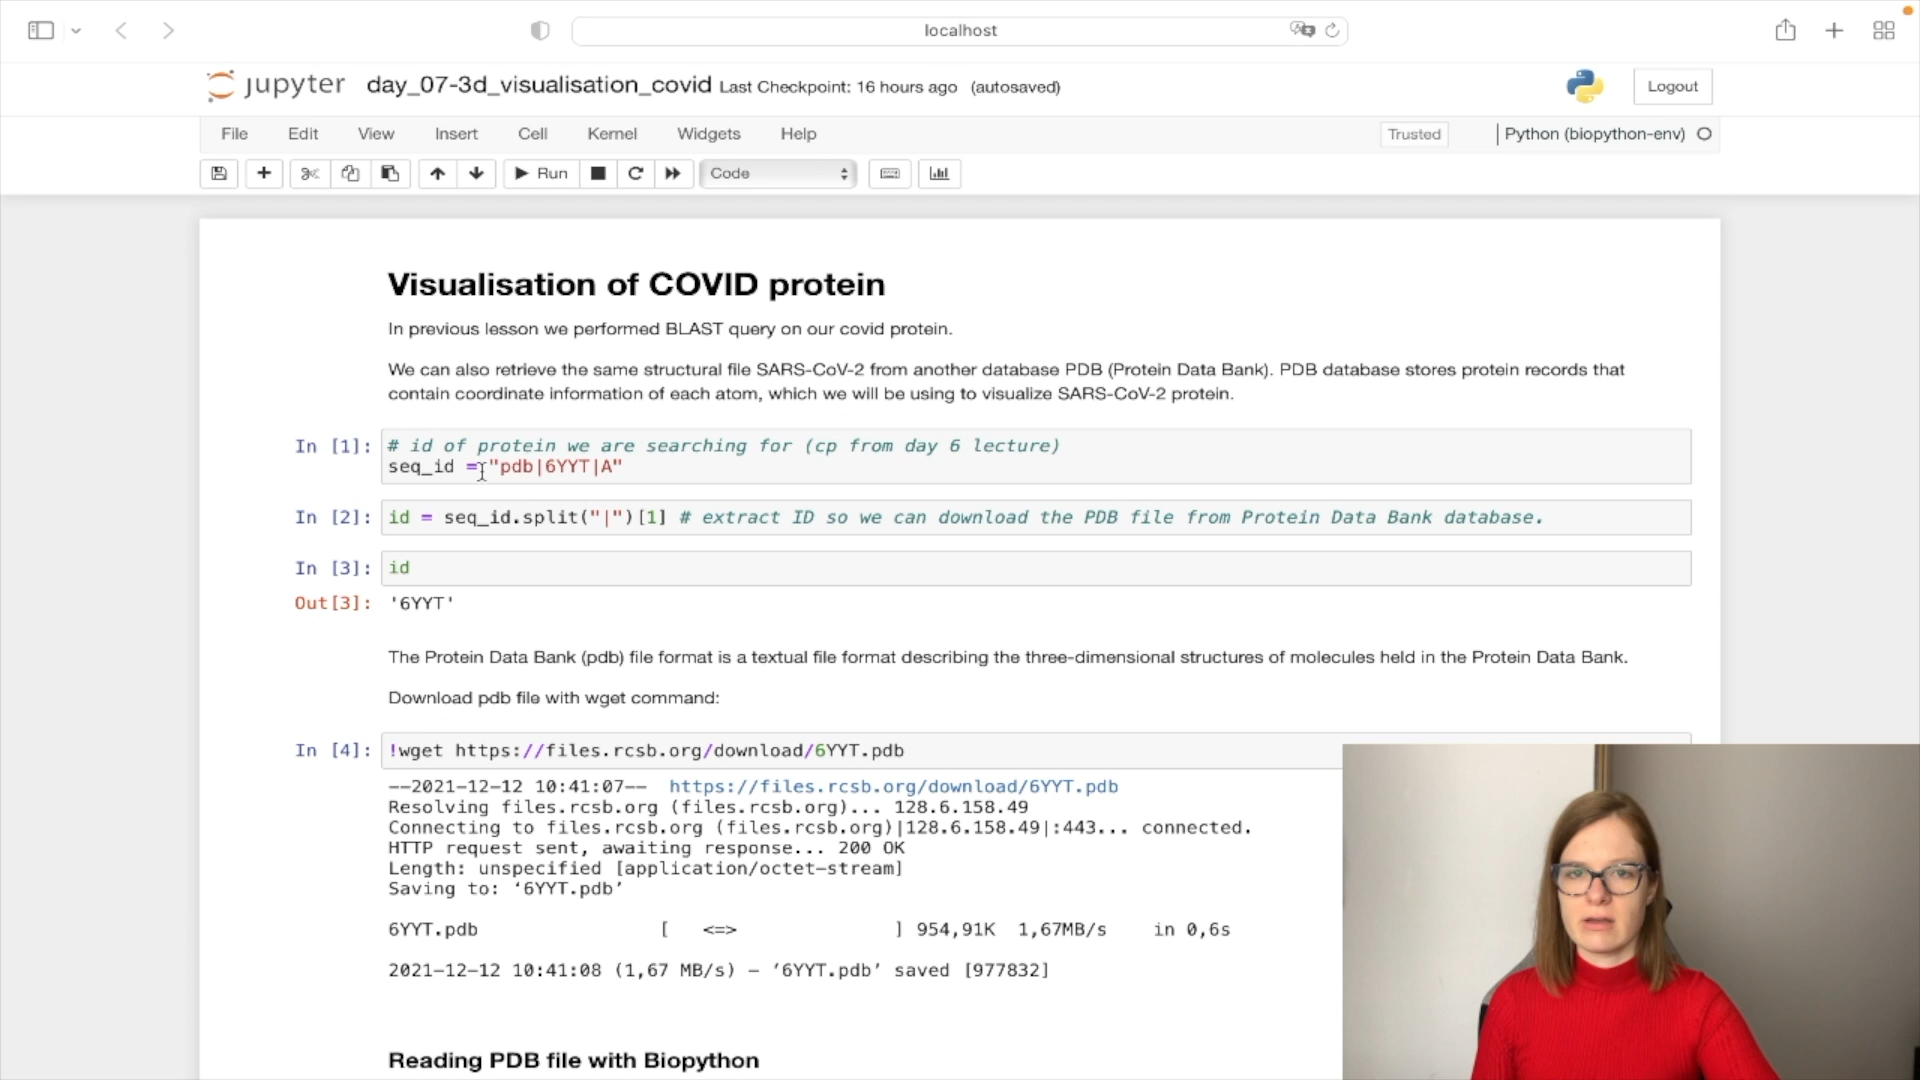 localhost
jupyter day_07-3d_visualisation_covid Last Checkpoint: 16 hours ago (autosaved)
Logout
File Edit View Insert Cell Kernel Widgets Help
Trusted
Python (biopython-env)
Run
Code
Visualisation of COVID protein
In previous lesson we performed BLAST query on our covid protein.
We can also retrieve the same structural file SARS-CoV-2 from another database PDB (Protein Data Bank). PDB database stores protein records that
contain coordinate information of each atom, which we will be using to visualize SARS-CoV-2 protein.
In [1]: # id of protein we are searching for (cp from day 6 lecture)
seq_id = "pdb|6YYT|A"
In [2]: id = seq_id.split("|")[1] # extract ID so we can download the PDB file from Protein Data Bank database.
In [3]: id
Out[3]: '6YYT'
The Protein Data Bank (pdb) file format is a textual file format describing the three-dimensional structures of molecules held in the Protein Data Bank.
Download pdb file with wget command:
In [4]: !wget https://files.rcsb.org/download/6YYT.pdb
--2021-12-12 10:41:07-- https://files.rcsb.org/download/6YYT.pdb
Resolving files.rcsb.org (files.rcsb.org)... 128.6.158.49
Connecting to files.rcsb.org (files.rcsb.org)|128.6.158.49|:443... connected.
HTTP request sent, awaiting response... 200 OK
Length: unspecified [application/octet-stream]
Saving to: ‘6YYT.pdb’
6YYT.pdb [ <=> ] 954,91K 1,67MB/s in 0,6s
2021-12-12 10:41:08 (1,67 MB/s) - ‘6YYT.pdb’ saved [977832]
Reading PDB file with Biopython